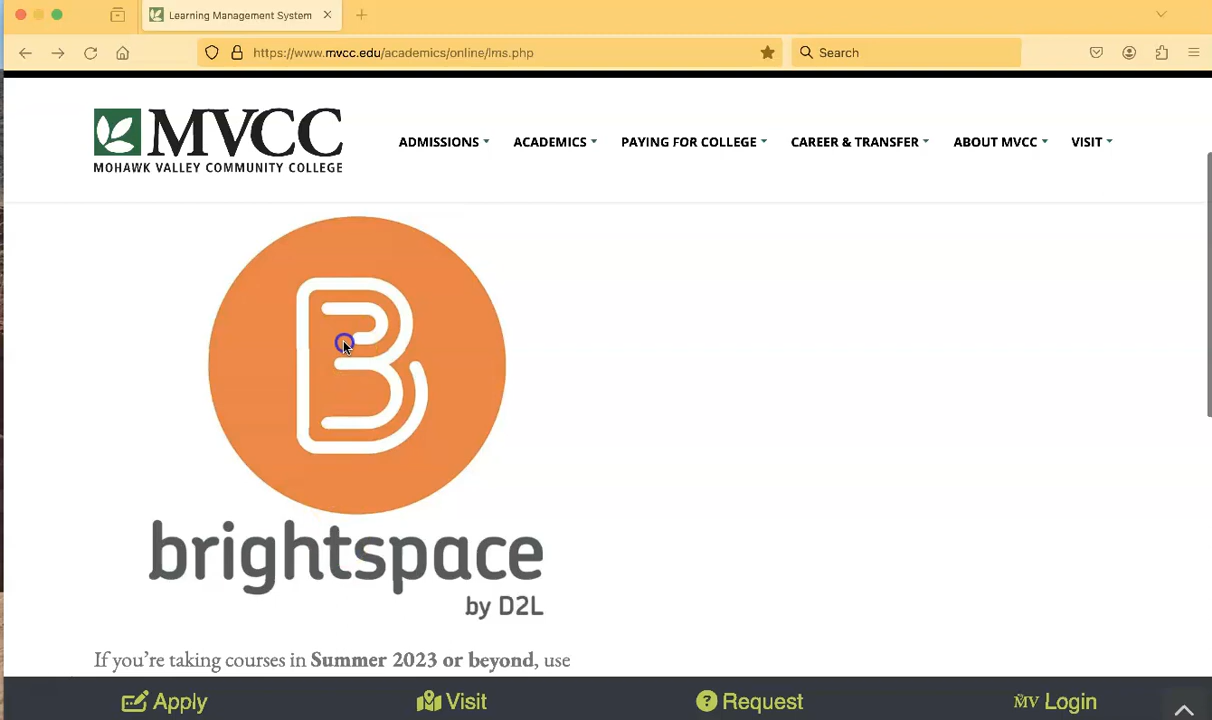 Learning Management System
https://www.mvcc.edu/academics/online/lms.php
Search
MVCC
MOHAWK VALLEY COMMUNITY COLLEGE
ADMISSIONS ACADEMICS PAYING FOR COLLEGE CAREER & TRANSFER ABOUT MVCC VISIT
B
brightspace
by D2L
If you’re taking courses in Summer 2023 or beyond, use
Apply Visit Request MV Login